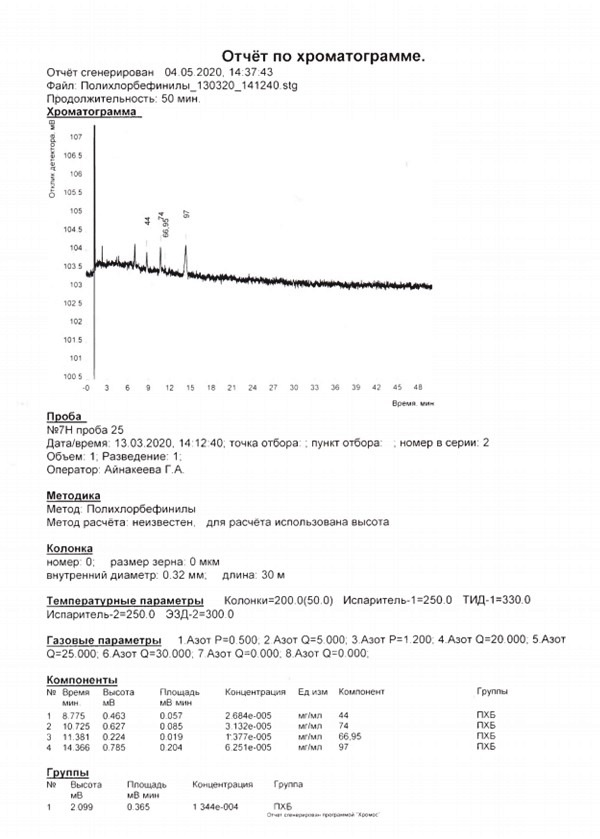 Отчёт по хроматограмме.
Отчёт сгенерирован 04.05.2020, 14:37:43
Файл: Полихлорбефинилы_130320_141240.stg
Продолжительность: 50 мин.
Хроматограмма
Отклик детектора. мВ
107
106 5
106
105 5
105
104 5
104
103.5
103
102 5
102
101.5
101
100 5
44
74
66,95
97
-0 3 6 9 12 15 18 21 24 27 30 33 36 39 42 45 48
Время. мин
Проба
№7Н проба 25
Дата/время: 13.03.2020, 14:12:40; точка отбора: ; пункт отбора: ; номер в серии: 2
Объем: 1; Разведение: 1;
Оператор: Айнакеева Г.А.
Методика
Метод: Полихлорбефинилы
Метод расчёта: неизвестен, для расчёта использована высота
Колонка
номер: 0; размер зерна: 0 мкм
внутренний диаметр: 0.32 мм; длина: 30 м
Температурные параметры Колонки=200.0(50.0) Испаритель-1=250.0 ТИД-1=330.0
Испаритель-2=250.0 ЭЗД-2=300.0
Газовые параметры 1.Азот P=0.500; 2.Азот Q=5.000; 3.Азот P=1.200; 4.Азот Q=20.000; 5.Азот
Q=25.000; 6.Азот Q=30.000; 7.Азот Q=0.000; 8.Азот Q=0.000;
Компоненты
№ Время Высота Площадь Концентрация Ед изм Компонент Группы
мин. мВ мВ мин
1 8.775 0.463 0.057 2.684e-005 мг/мл 44 ПХБ
2 10.725 0.627 0.085 3.132e-005 мг/мл 74 ПХБ
3 11.381 0.224 0.019 1.377e-005 мг/мл 66,95 ПХБ
4 14.366 0.785 0.204 6.251e-005 мг/мл 97 ПХБ
Группы
№ Высота Площадь Концентрация Группа
мВ мВ мин
1 2.099 0.365 1 344e-004 ПХБ
Отчет сгенерирован программой "Хромос"